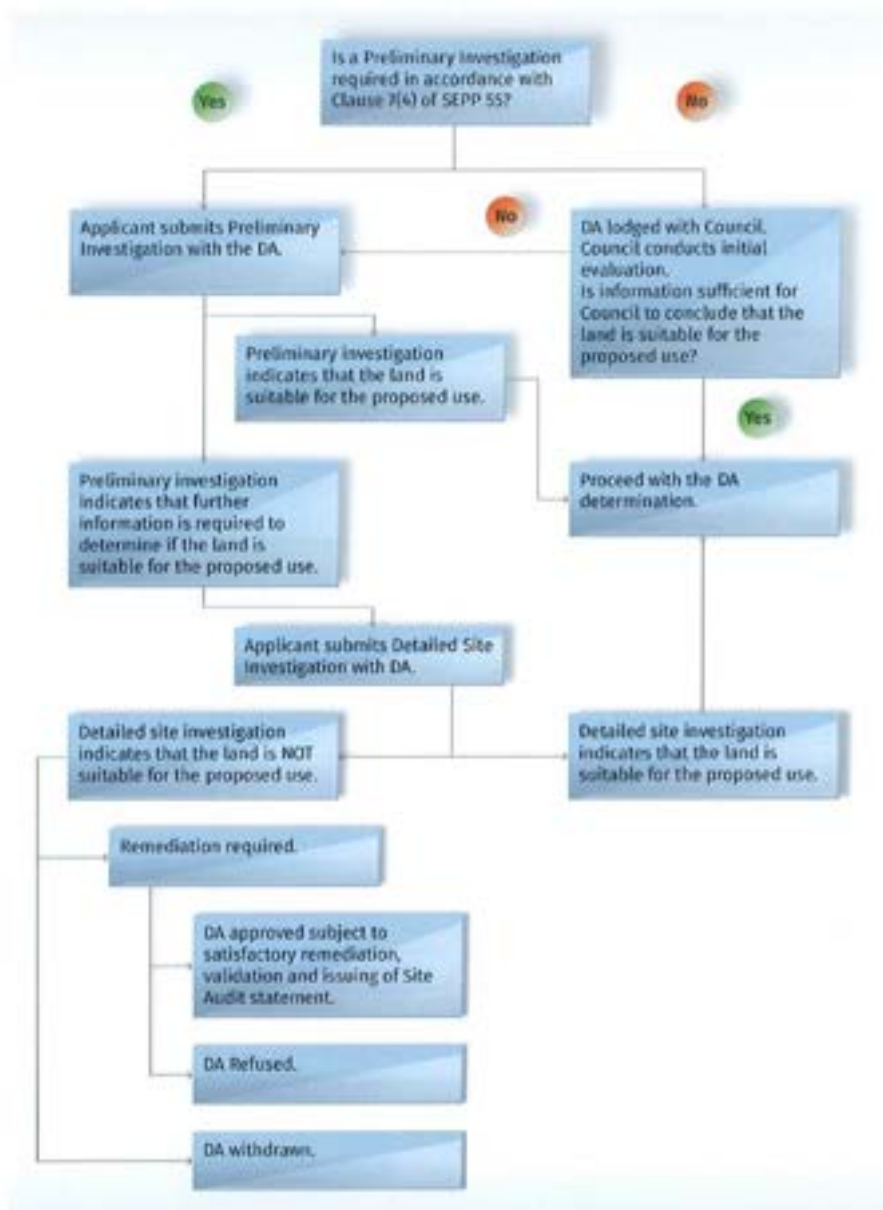 Is a Preliminary Investigation
required in accordance with
Clause 7(4) of SEPP 55?
Yes
No
Applicant submits Preliminary
Investigation with the DA.
No
DA lodged with Council.
Council conducts initial
evaluation.
Is information sufficient for
Council to conclude that the
land is suitable for the
proposed use?
Preliminary investigation
indicates that the land is
suitable for the proposed use.
Yes
Preliminary investigation
indicates that further
information is required to
determine if the land is
suitable for the proposed use.
Proceed with the DA
determination.
Applicant submits Detailed Site
Investigation with DA.
Detailed site investigation
indicates that the land is NOT
suitable for the proposed use.
Detailed site investigation
indicates that the land is
suitable for the proposed use.
Remediation required.
DA approved subject to
satisfactory remediation,
validation and issuing of Site
Audit statement.
DA Refused.
DA withdrawn.